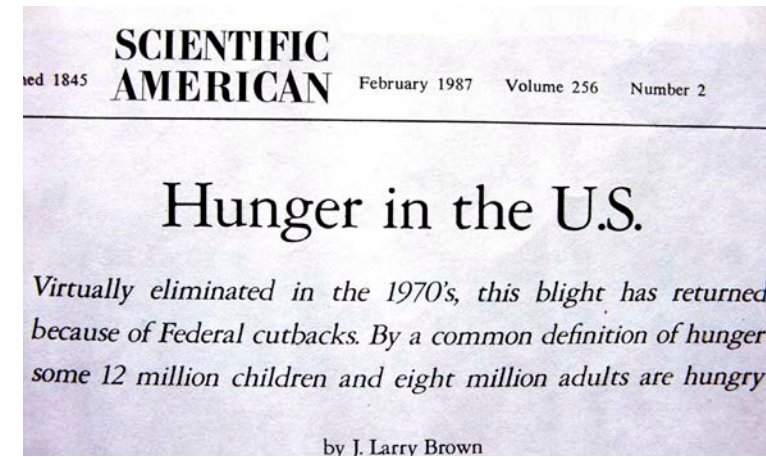 SCIENTIFIC
ned 1845 AMERICAN February 1987 Volume 256 Number 2
Hunger in the U.S.
Virtually eliminated in the 1970's, this blight has returned
because of Federal cutbacks. By a common definition of hunger
some 12 million children and eight million adults are hungry
by J. Larry Brown